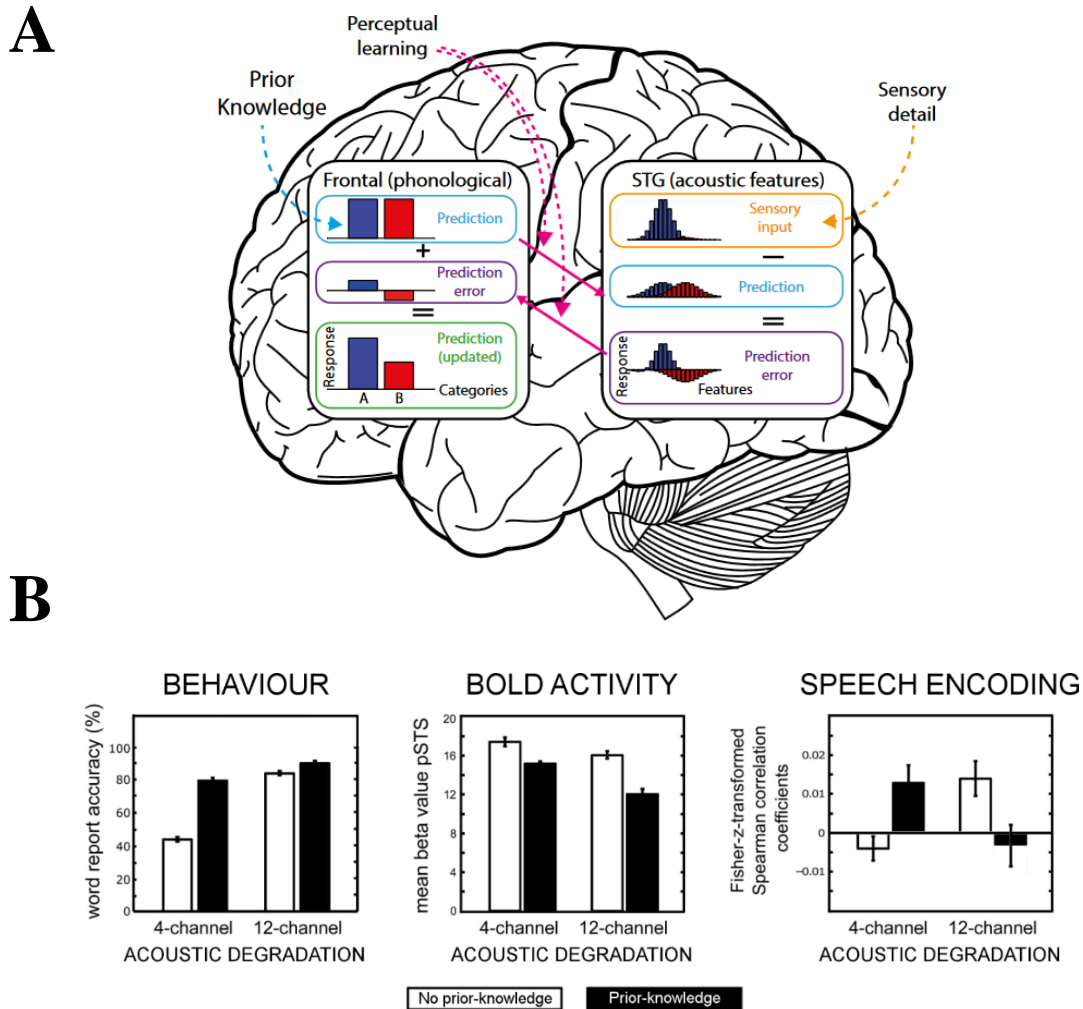 A
Perceptual
learning
Prior
Knowledge
Sensory
detail
Frontal (phonological)
Prediction
+
Prediction
error
=
Prediction
(updated)
Response
Categories
A B
STG (acoustic features)
Sensory
input
−
Prediction
=
Prediction
error
Response
Features
B
BEHAVIOUR
word report accuracy (%)
100
80
60
40
20
0
4-channel 12-channel
ACOUSTIC DEGRADATION
BOLD ACTIVITY
mean beta value pSTS
20
16
12
8
4
0
4-channel 12-channel
ACOUSTIC DEGRADATION
SPEECH ENCODING
Fisher-z-transformed
Spearman correlation
coefficients
0.02
0.01
0
−0.01
4-channel 12-channel
ACOUSTIC DEGRADATION
No prior-knowledge
Prior-knowledge